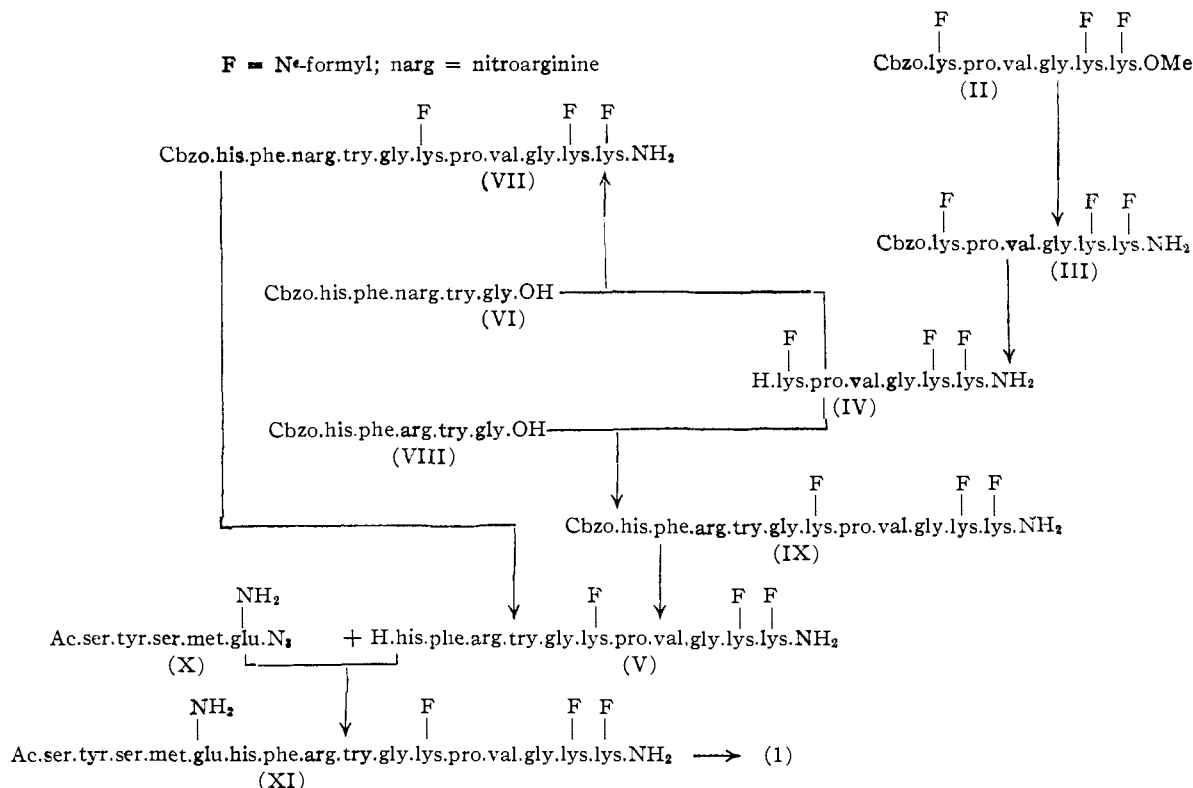 F
F F
F = Nᵋ-formyl; narg = nitroarginine
Cbzo.lys.pro.val.gly.lys.lys.OMe
(II)
F
F F
Cbzo.his.phe.narg.try.gly.lys.pro.val.gly.lys.lys.NH₂
(VII)
F
F F
Cbzo.lys.pro.val.gly.lys.lys.NH₂
(III)
Cbzo.his.phe.narg.try.gly.OH
(VI)
F
F F
H.lys.pro.val.gly.lys.lys.NH₂
(IV)
Cbzo.his.phe.arg.try.gly.OH
(VIII)
F
F F
Cbzo.his.phe.arg.try.gly.lys.pro.val.gly.lys.lys.NH₂
(IX)
NH₂
F
F F
Ac.ser.tyr.ser.met.glu.N₃ + H.his.phe.arg.try.gly.lys.pro.val.gly.lys.lys.NH₂
(X) (V)
NH₂
F
F F
Ac.ser.tyr.ser.met.glu.his.phe.arg.try.gly.lys.pro.val.gly.lys.lys.NH₂ → (1)
(XI)